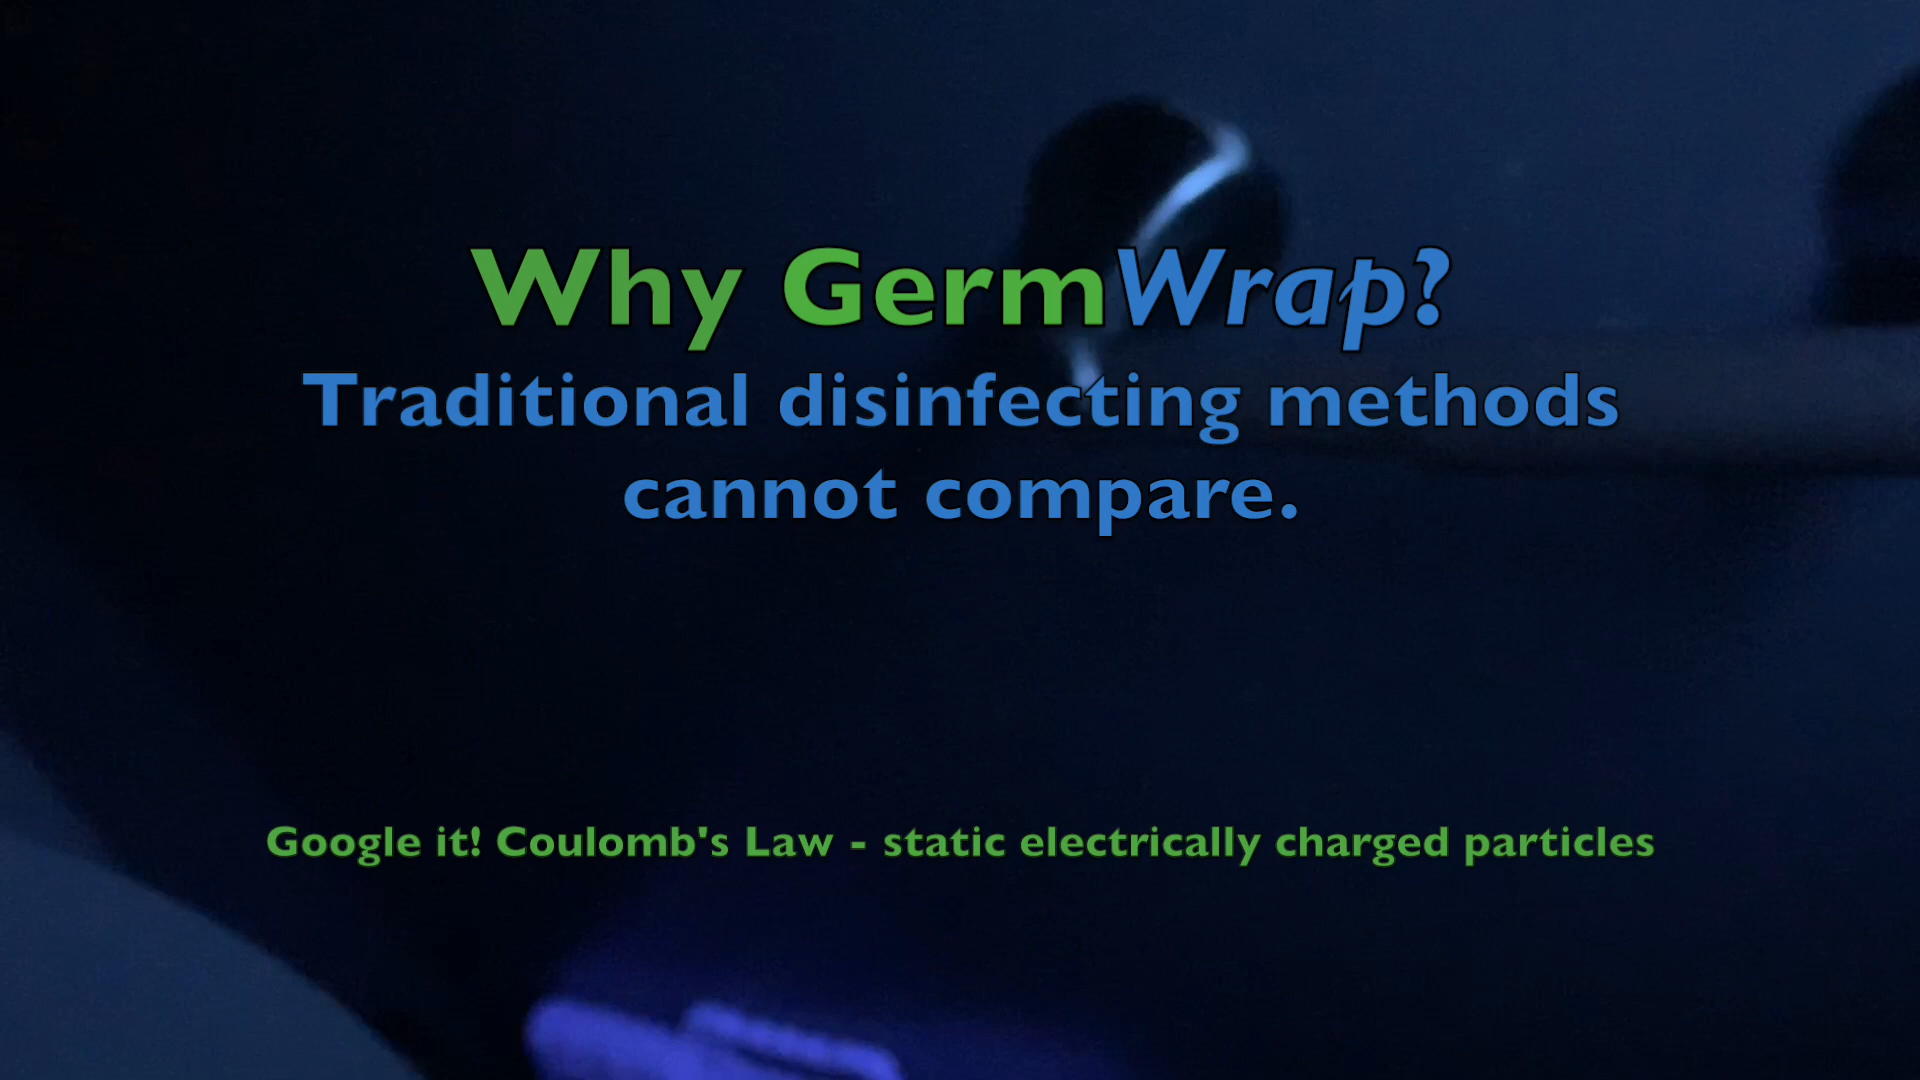 Why GermWrap?
Traditional disinfecting methods
cannot compare.
Google it! Coulomb's Law - static electrically charged particles